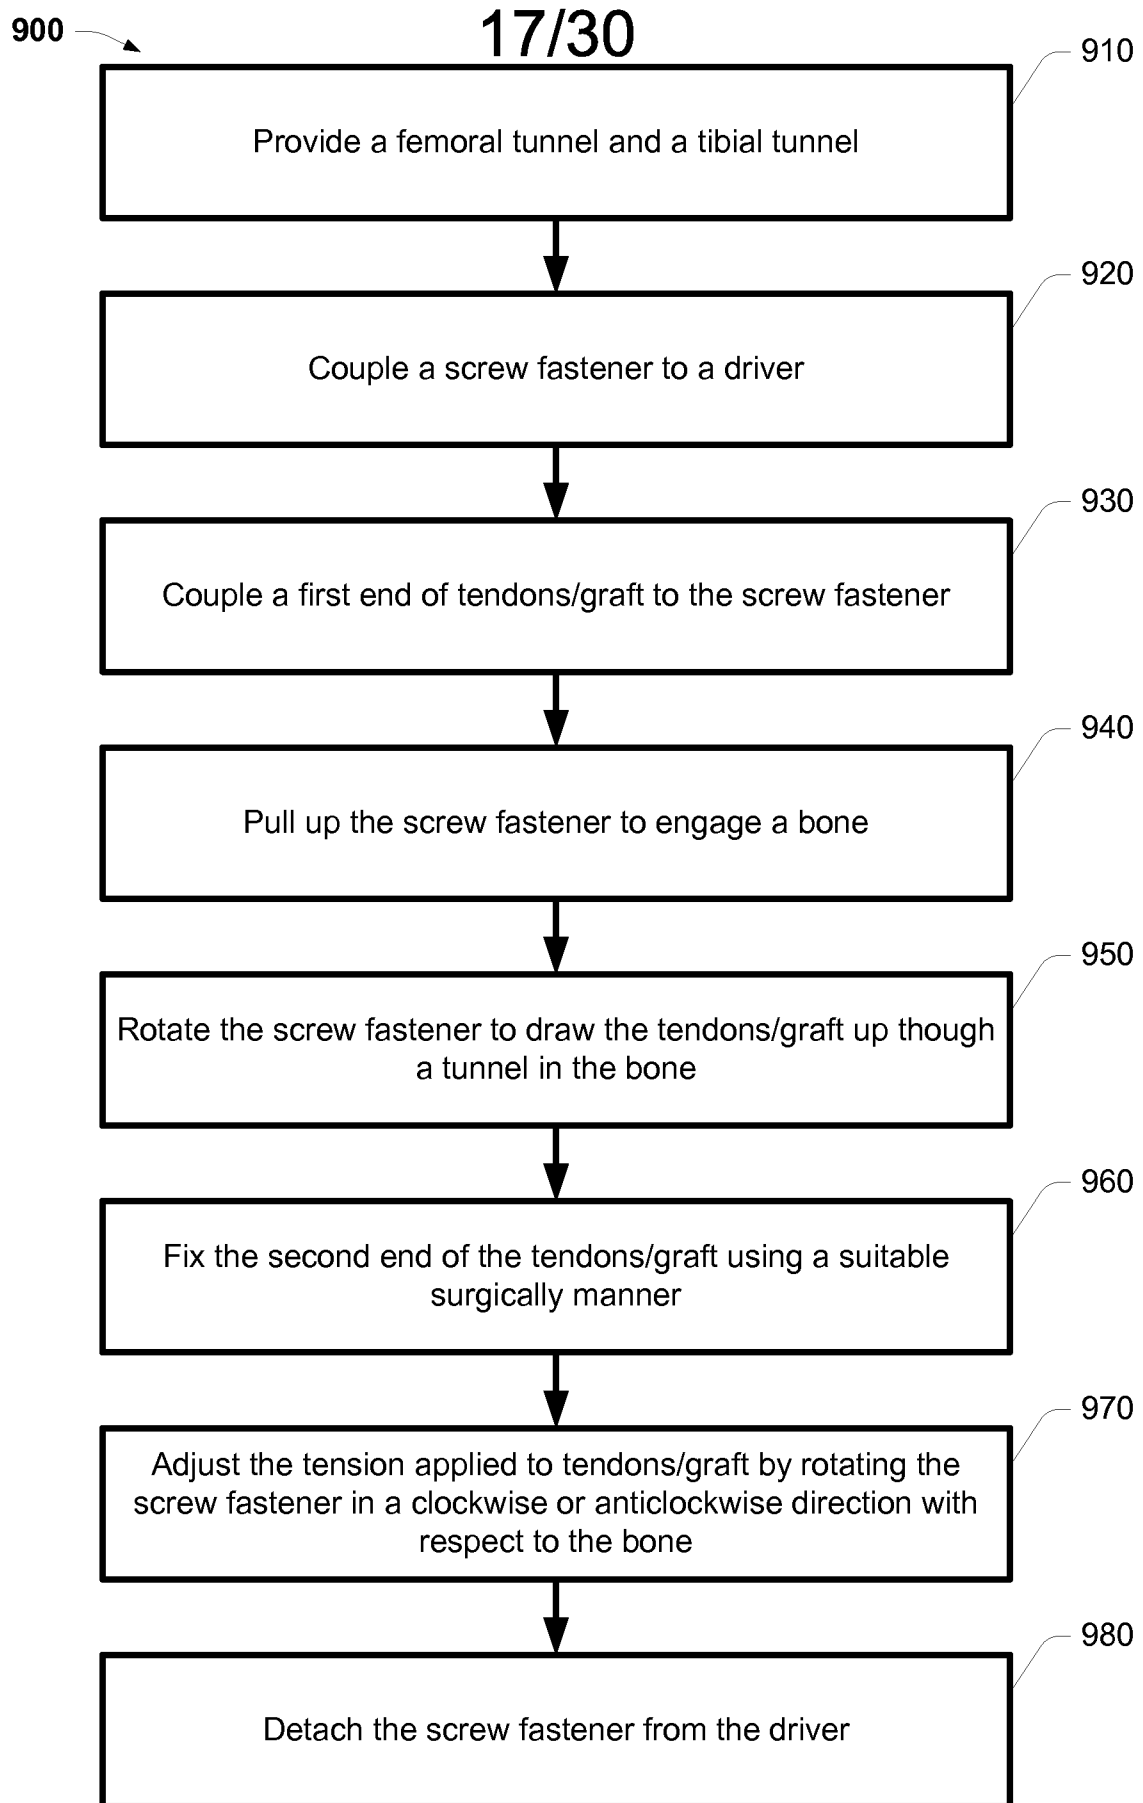 900
17/30
910
Provide a femoral tunnel and a tibial tunnel
920
Couple a screw fastener to a driver
930
Couple a first end of tendons/graft to the screw fastener
940
Pull up the screw fastener to engage a bone
950
Rotate the screw fastener to draw the tendons/graft up though
a tunnel in the bone
960
Fix the second end of the tendons/graft using a suitable
surgically manner
970
Adjust the tension applied to tendons/graft by rotating the
screw fastener in a clockwise or anticlockwise direction with
respect to the bone
980
Detach the screw fastener from the driver